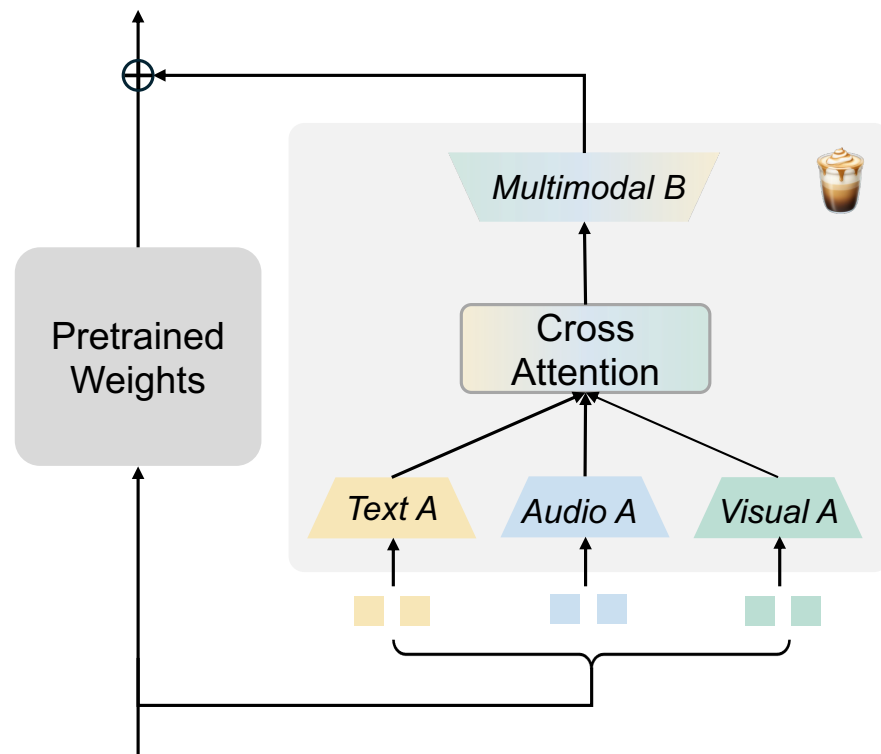 Multimodal B
Pretrained
Weights
Cross
Attention
Text A
Audio A
Visual A